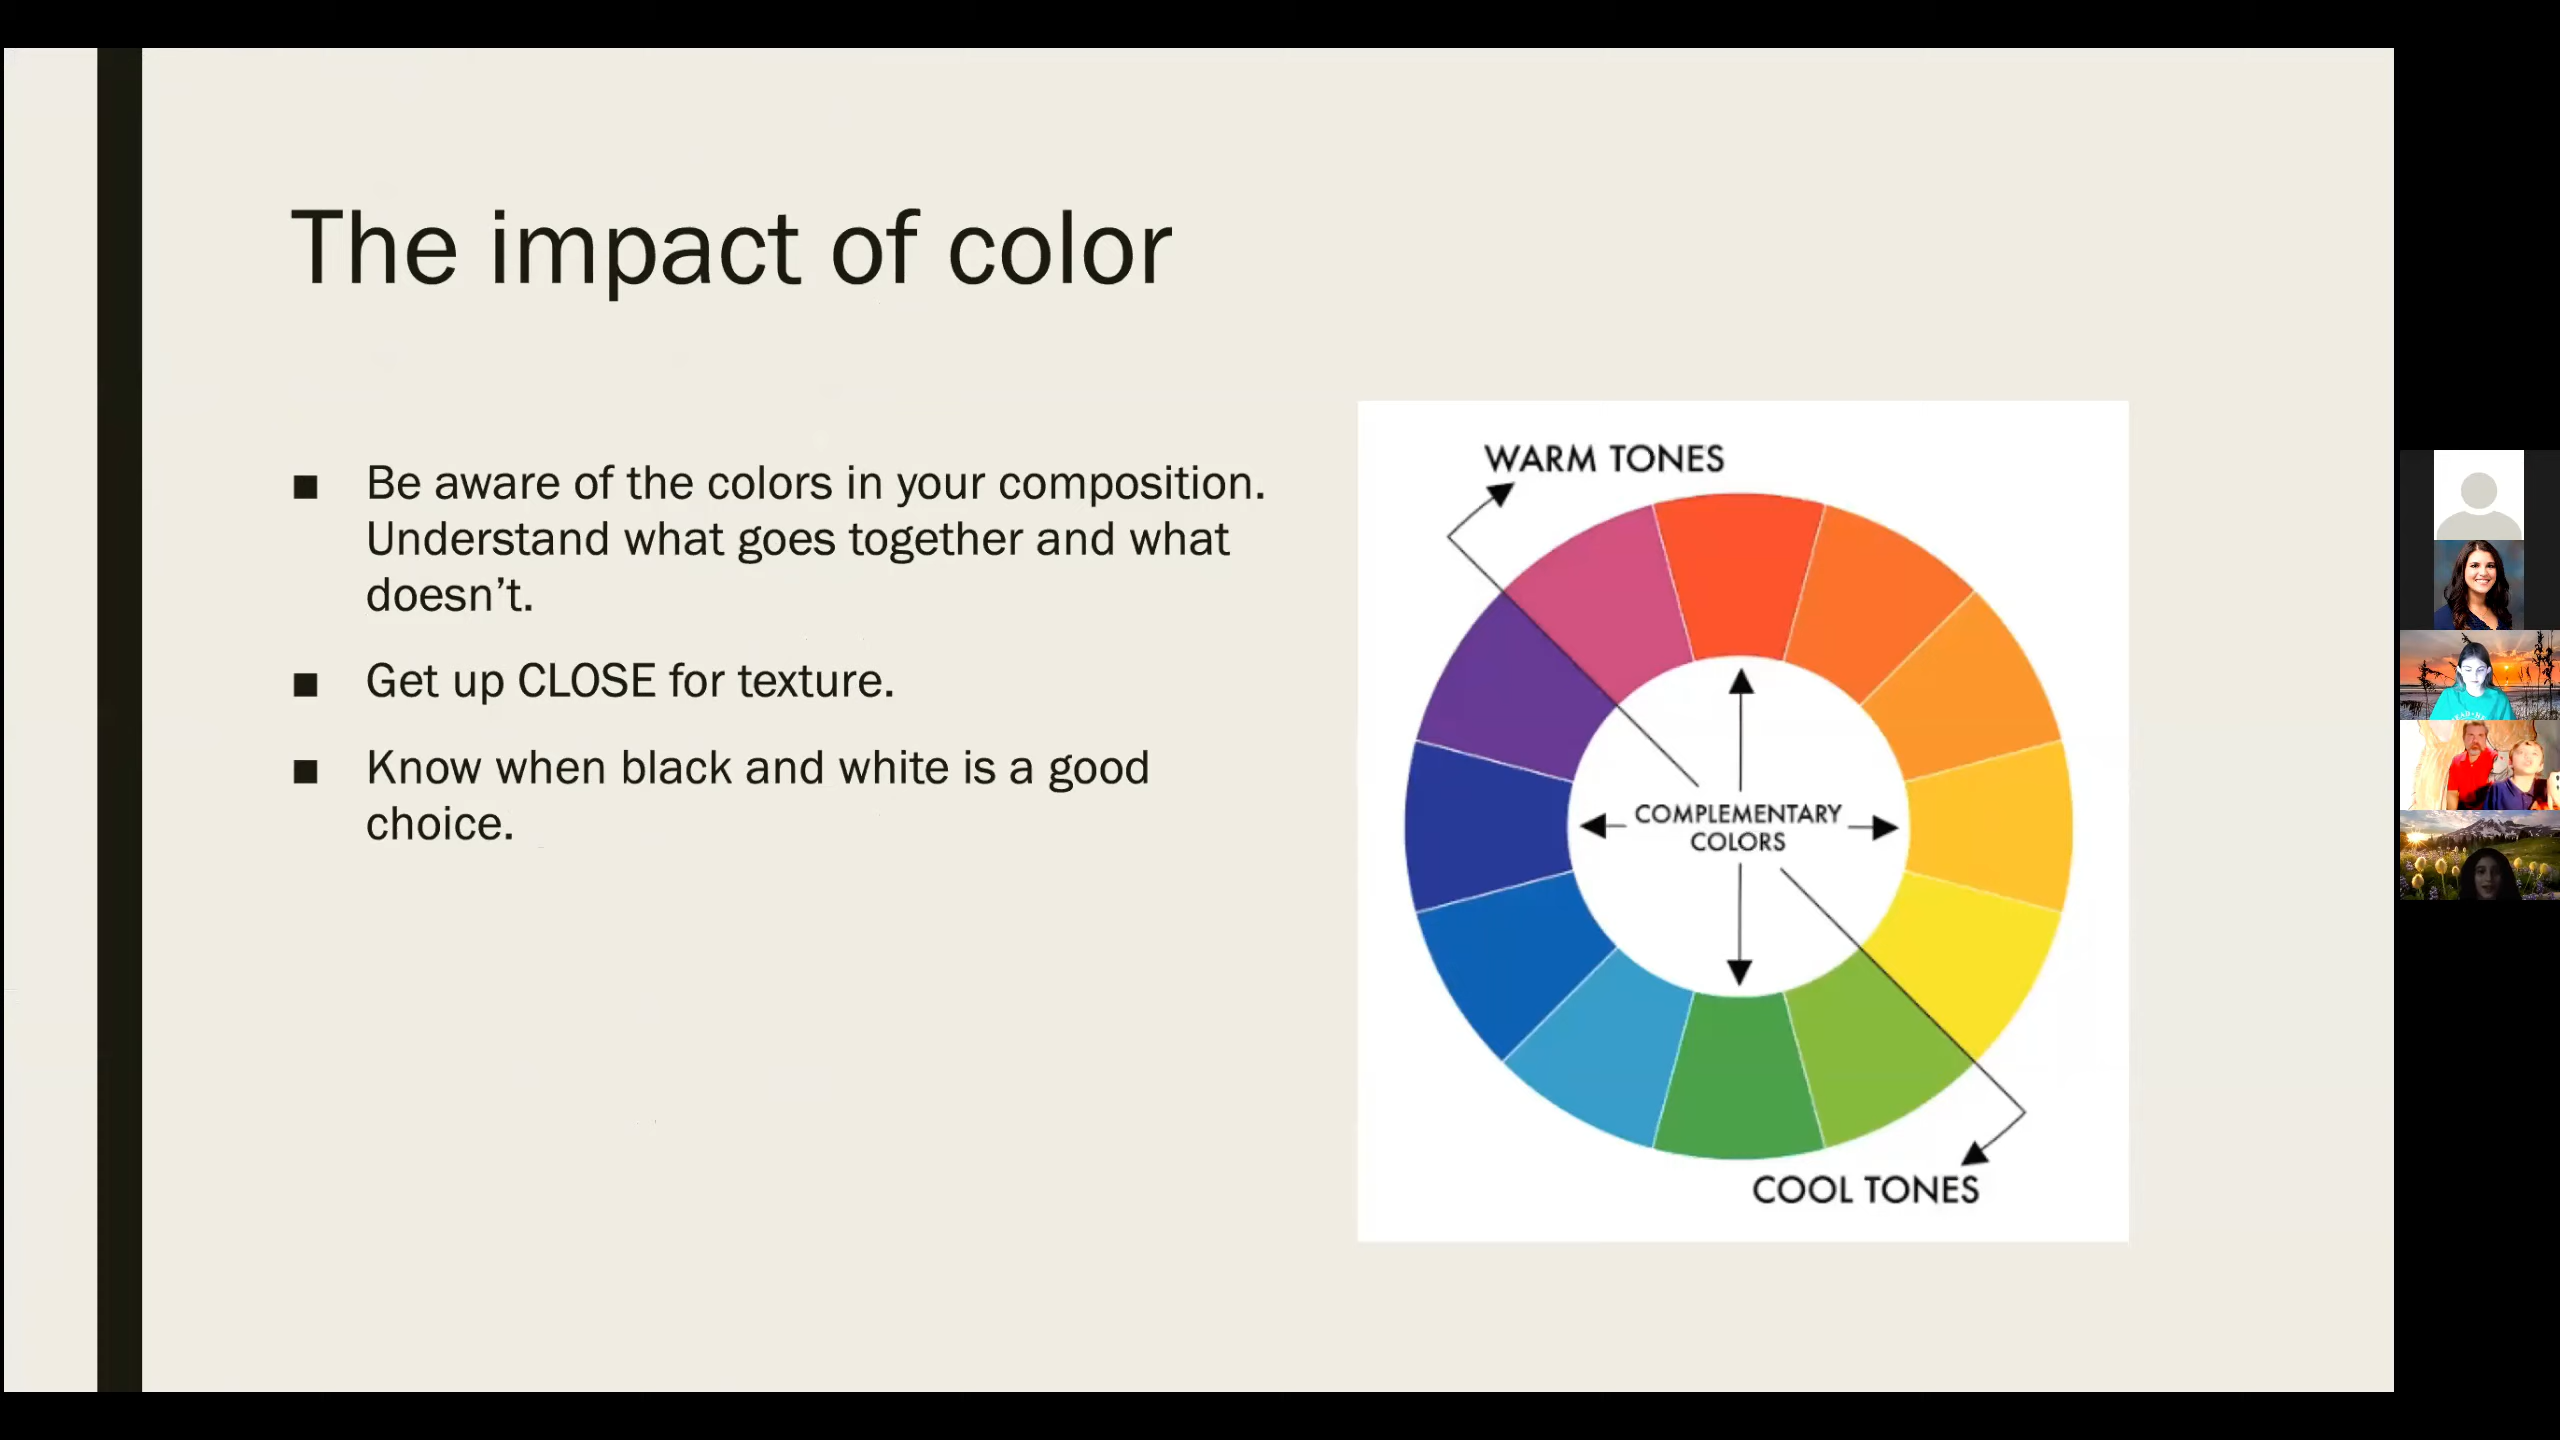 The impact of color
■ Be aware of the colors in your composition.
Understand what goes together and what
doesn’t.
■ Get up CLOSE for texture.
■ Know when black and white is a good
choice.
WARM TONES
COMPLEMENTARY
COLORS
COOL TONES